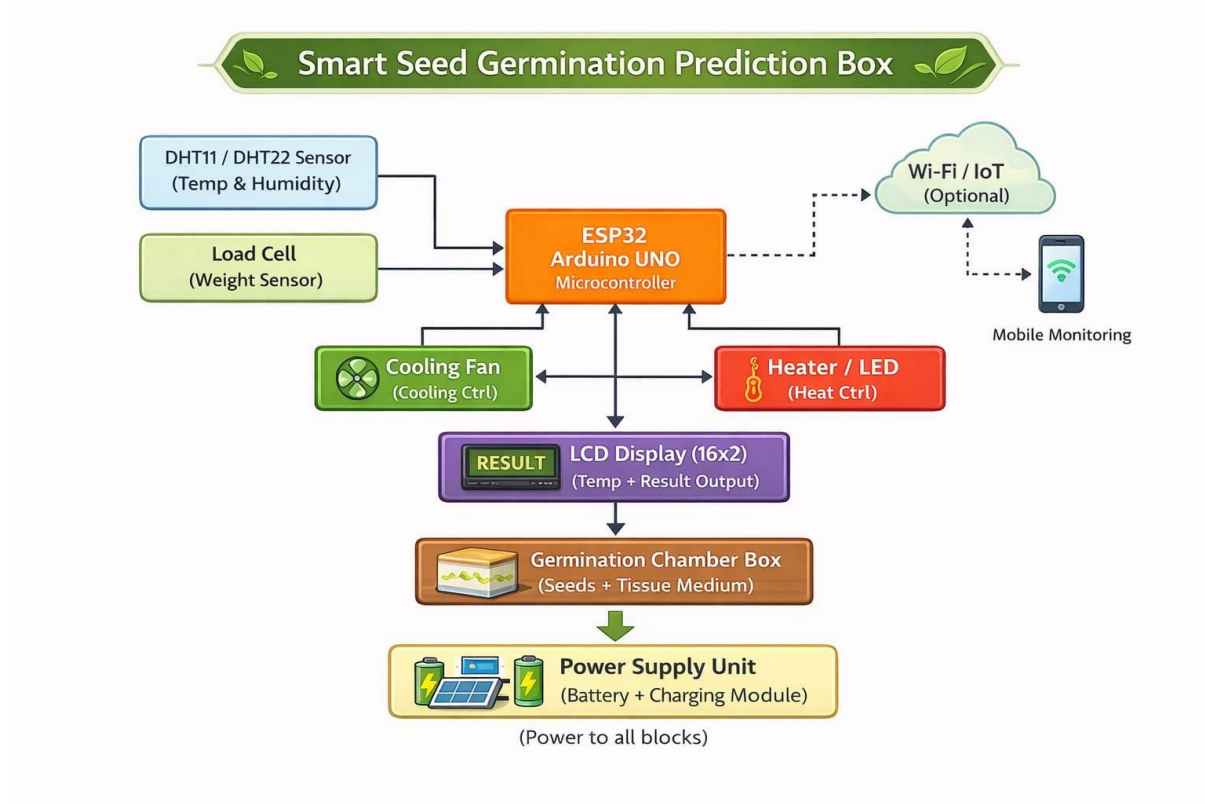 Smart Seed Germination Prediction Box
DHT11 / DHT22 Sensor
(Temp & Humidity)
Wi-Fi / IoT
(Optional)
Load Cell
(Weight Sensor)
ESP32
Arduino UNO
Microcontroller
Mobile Monitoring
Cooling Fan
(Cooling Ctrl)
Heater / LED
(Heat Ctrl)
RESULT
LCD Display (16x2)
(Temp + Result Output)
Germination Chamber Box
(Seeds + Tissue Medium)
Power Supply Unit
(Battery + Charging Module)
(Power to all blocks)